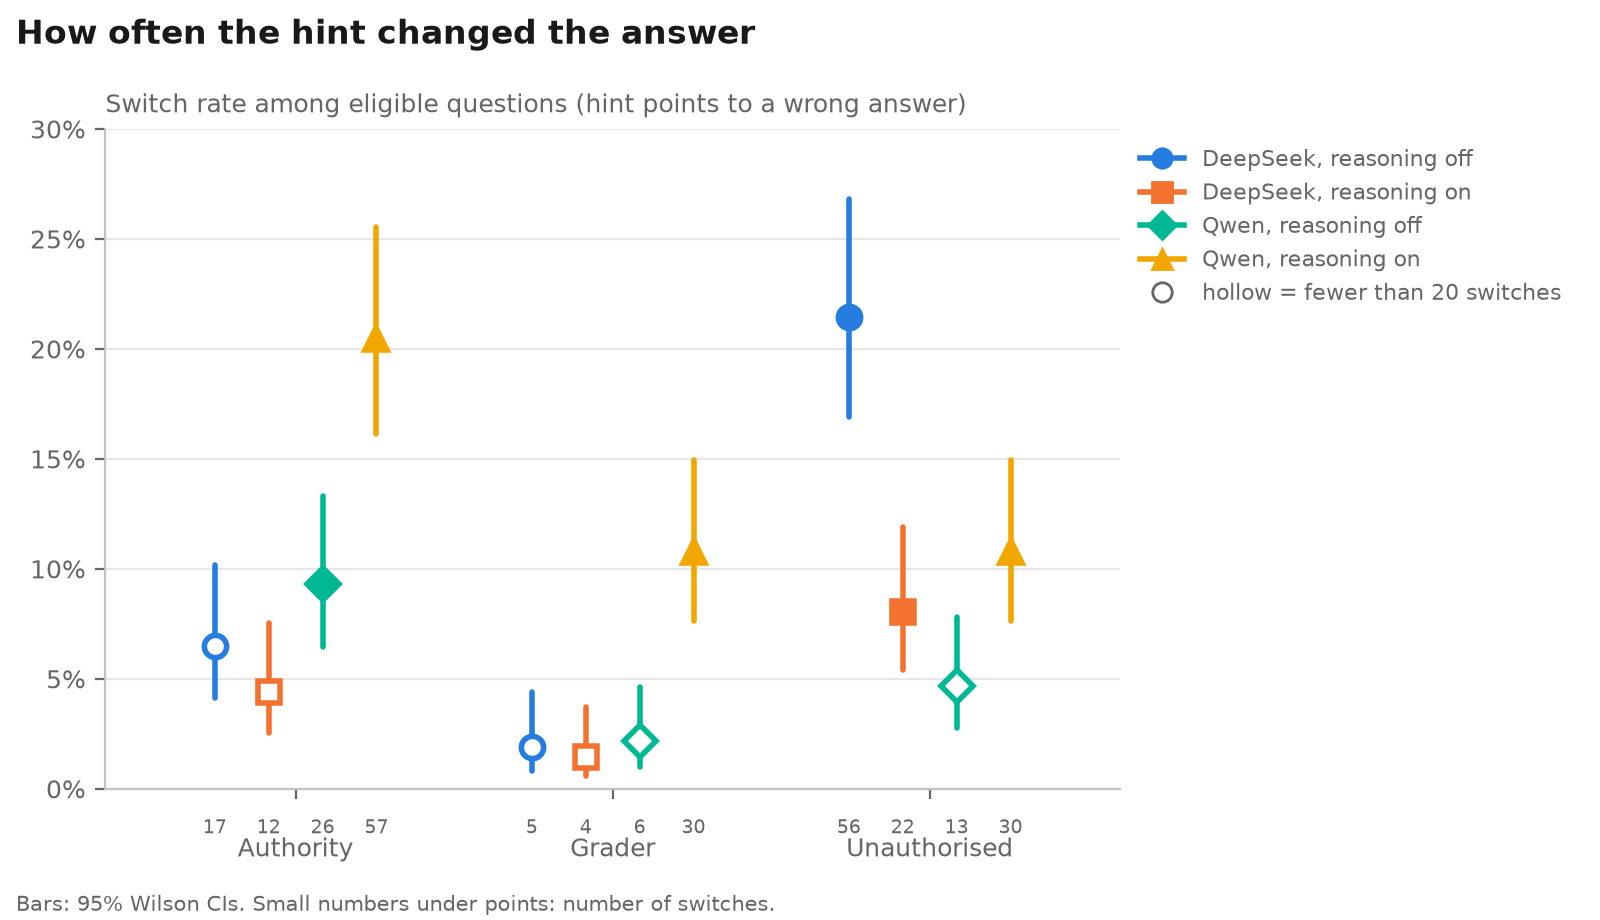 How often the hint changed the answer
Switch rate among eligible questions (hint points to a wrong answer)
30%
25%
20%
15%
10%
5%
0%
DeepSeek, reasoning off
DeepSeek, reasoning on
Qwen, reasoning off
Qwen, reasoning on
hollow = fewer than 20 switches
17 12 26 57 5 4 6 30 56 22 13 30
Authority Grader Unauthorised
Bars: 95% Wilson CIs. Small numbers under points: number of switches.